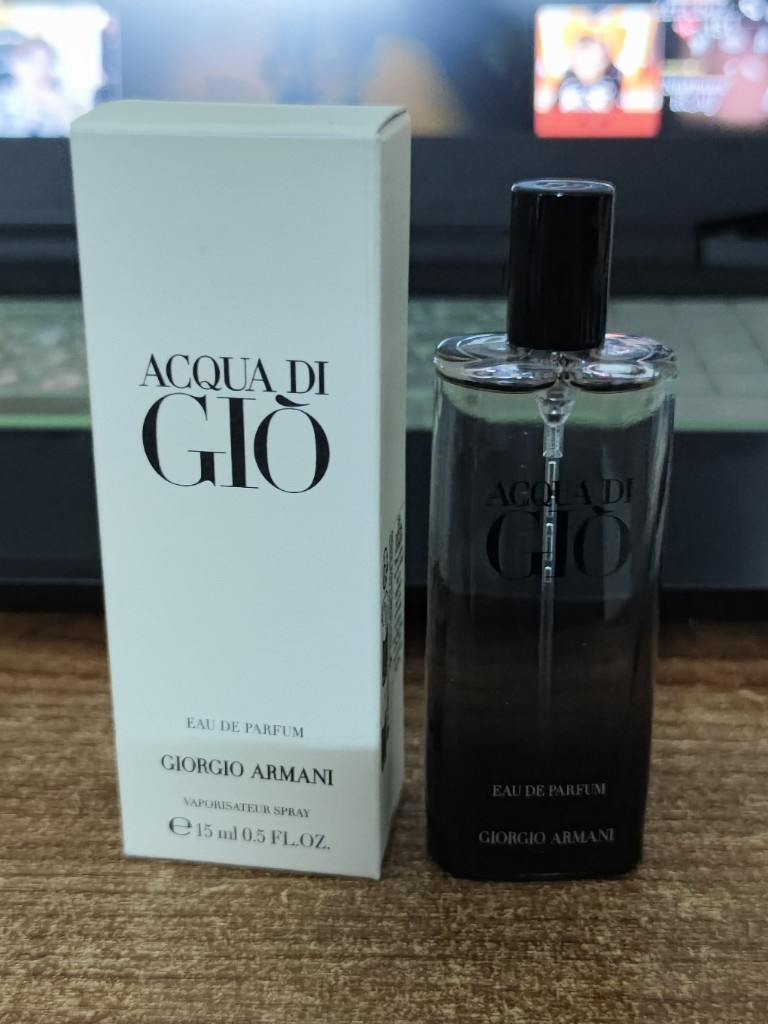 ACQUA DI
GIÒ
EAU DE PARFUM
GIORGIO ARMANI
VAPORISATEUR SPRAY
℮ 15 ml 0.5 FL.OZ.
ACQUA DI
GIÒ
EAU DE PARFUM
GIORGIO ARMANI